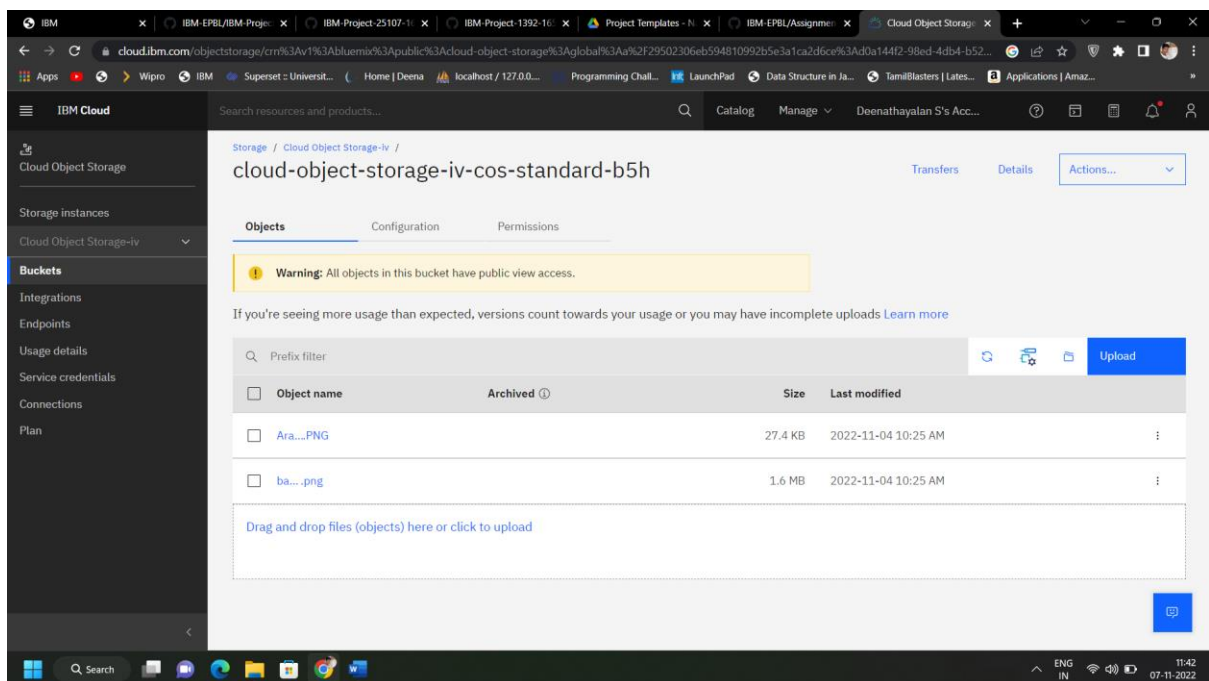 IBM
IBM-EPBL/IBM-Projec
IBM-Project-25107-1
IBM-Project-1392-16
Project Templates - N
IBM-EPBL/Assignmen
Cloud Object Storage
cloud.ibm.com/objectstorage/crn%3Av1%3Abluemix%3Apublic%3Acloud-object-storage%3Aglobal%3Aa%2F29502306eb594810992b5e3a1ca2d6ce%3Ad0a144f2-98ed-4db4-b52...
Apps
Wipro
IBM
Superset :: Universit...
Home | Deena
localhost / 127.0.0....
Programming Chall...
LaunchPad
Data Structure in Ja...
TamilBlasters | Lates...
Applications | Amaz...
»
IBM Cloud
Search resources and products...
Catalog
Manage
Deenathayalan S's Acc...
Cloud Object Storage
Storage instances
Cloud Object Storage-iv
Buckets
Integrations
Endpoints
Usage details
Service credentials
Connections
Plan
Storage / Cloud Object Storage-iv /
cloud-object-storage-iv-cos-standard-b5h
Transfers
Details
Actions...
Objects
Configuration
Permissions
Warning: All objects in this bucket have public view access.
If you're seeing more usage than expected, versions count towards your usage or you may have incomplete uploads Learn more
Prefix filter
Upload
Object name Archived Size Last modified
Ara....PNG 27.4 KB 2022-11-04 10:25 AM
ba.... .png 1.6 MB 2022-11-04 10:25 AM
Drag and drop files (objects) here or click to upload
Search
ENG
IN
11:42
07-11-2022